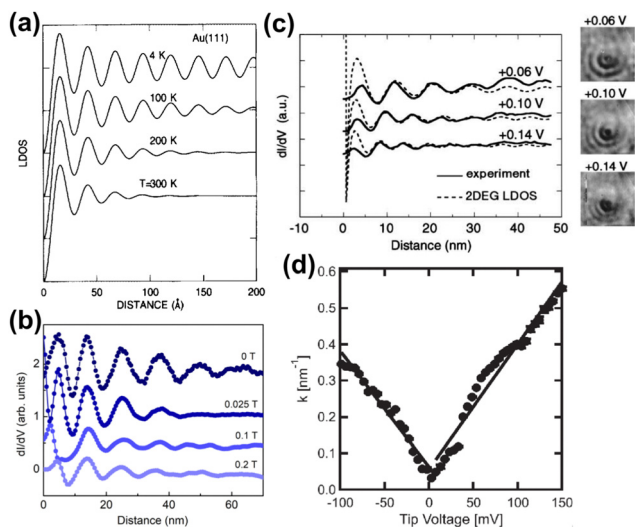 (a)
Au(111)
4 K
100 K
200 K
T=300 K
LDOS
0
50
100
150
200
DISTANCE (Å)
(b)
2
1
0
dI/dV (arb. units)
0 T
0.025 T
0.1 T
0.2 T
0
20
40
60
Distance (nm)
(c)
dI/dV (a.u.)
+0.06 V
+0.10 V
+0.14 V
experiment
2DEG LDOS
-10
0
10
20
30
40
50
Distance (nm)
+0.06 V
+0.10 V
+0.14 V
(d)
0.6
0.5
0.4
0.3
0.2
0.1
0.0
k [nm⁻¹]
-100
-50
0
50
100
150
Tip Voltage [mV]